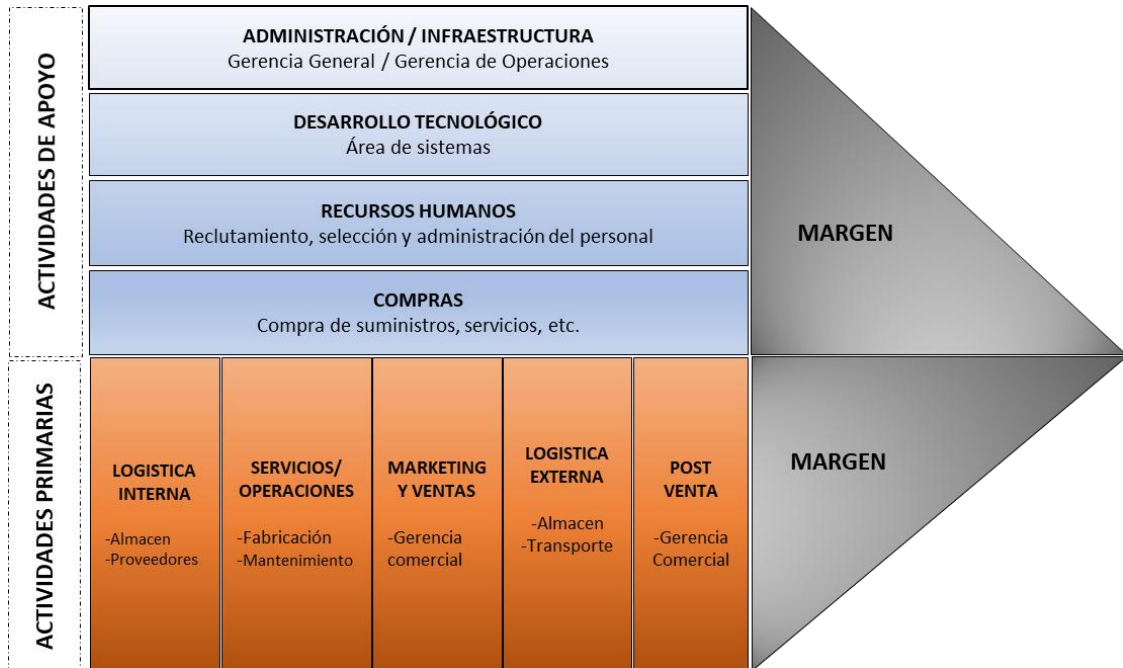 ACTIVIDADES DE APOYO
ADMINISTRACIÓN / INFRAESTRUCTURA
Gerencia General / Gerencia de Operaciones
DESARROLLO TECNOLÓGICO
Área de sistemas
RECURSOS HUMANOS
Reclutamiento, selección y administración del personal
COMPRAS
Compra de suministros, servicios, etc.
MARGEN
ACTIVIDADES PRIMARIAS
LOGISTICA
INTERNA
-Almacen
-Proveedores
SERVICIOS/
OPERACIONES
-Fabricación
-Mantenimiento
MARKETING
Y VENTAS
-Gerencia
comercial
LOGISTICA
EXTERNA
-Almacen
-Transporte
POST
VENTA
-Gerencia
Comercial
MARGEN